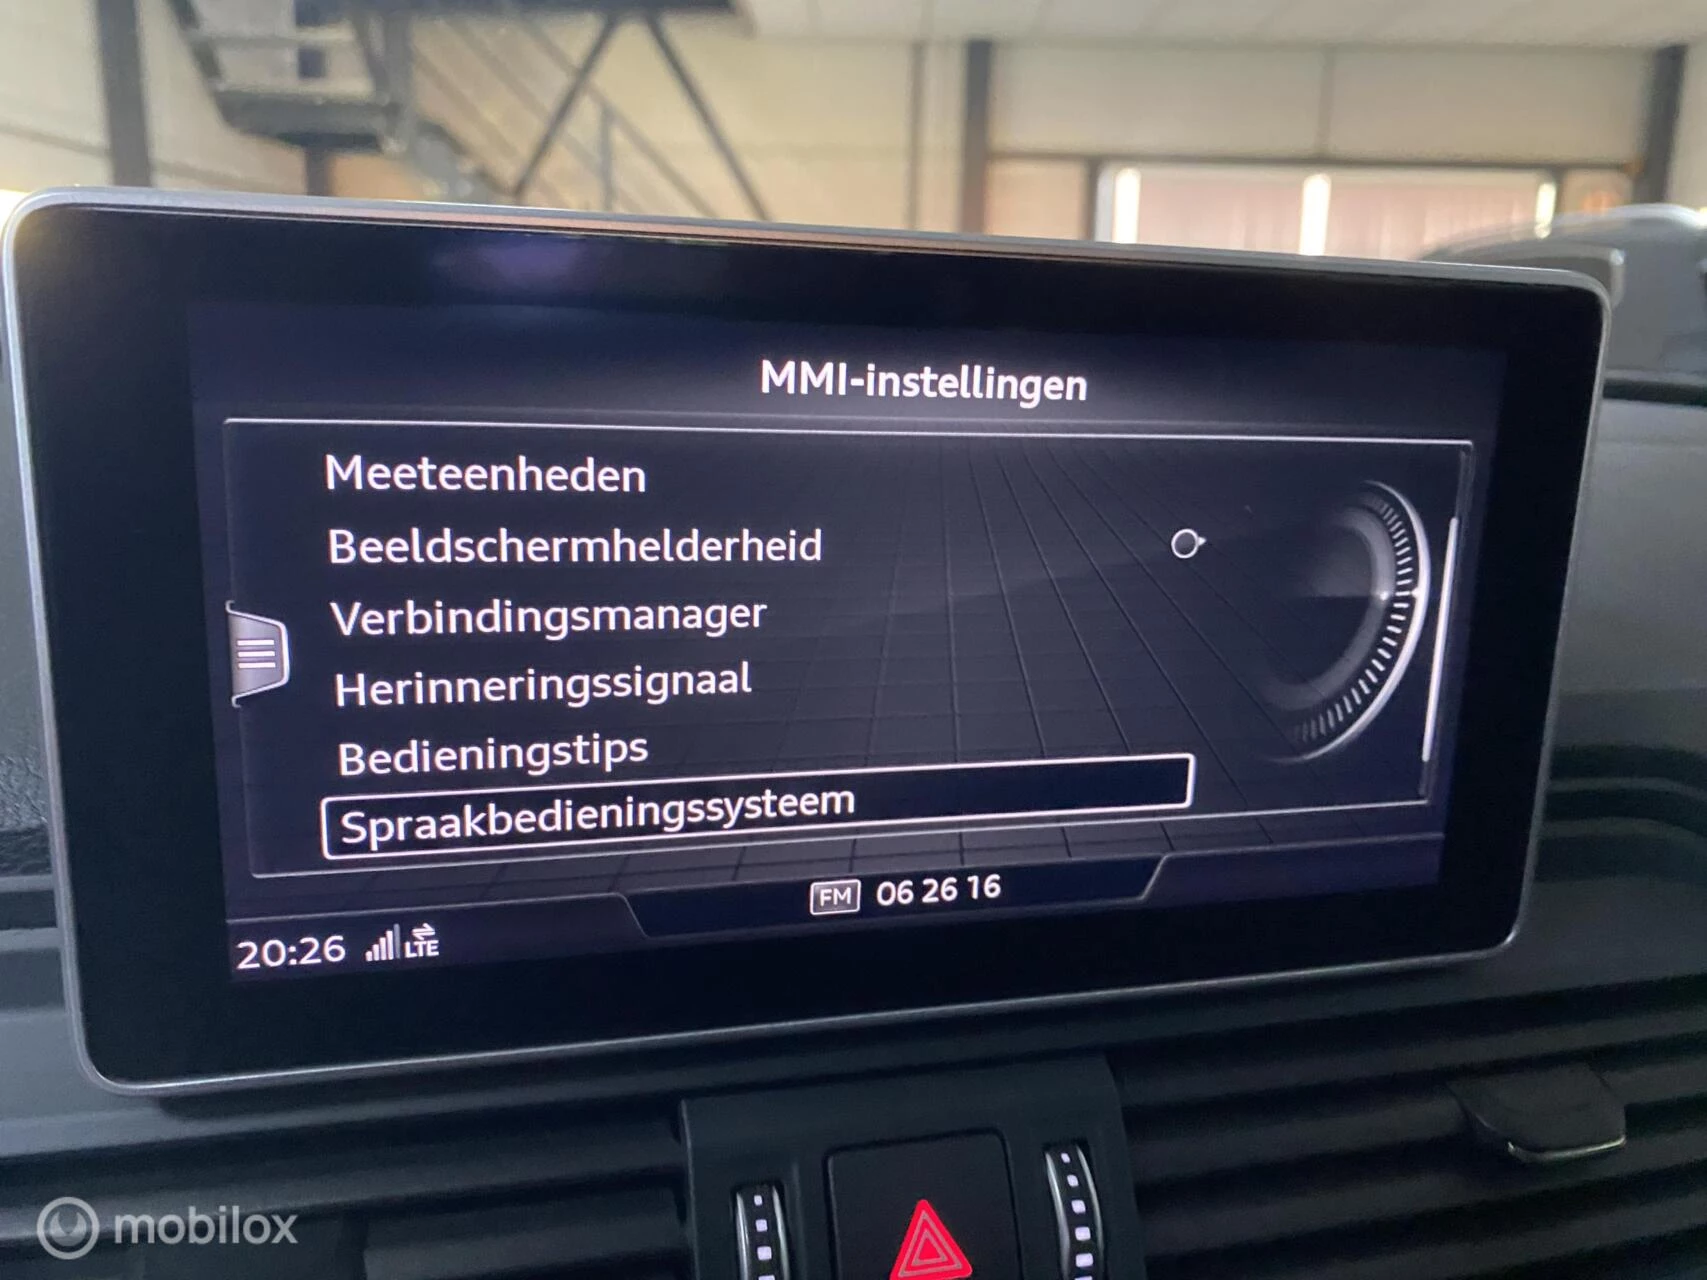 MMI-instellingen
Meeteenheden
Beeldschermhelderheid
Verbindingsmanager
Herinneringssignaal
Bedieningstips
Spraakbedieningssysteem
FM 06 26 16
20:26 LTE
mobilox